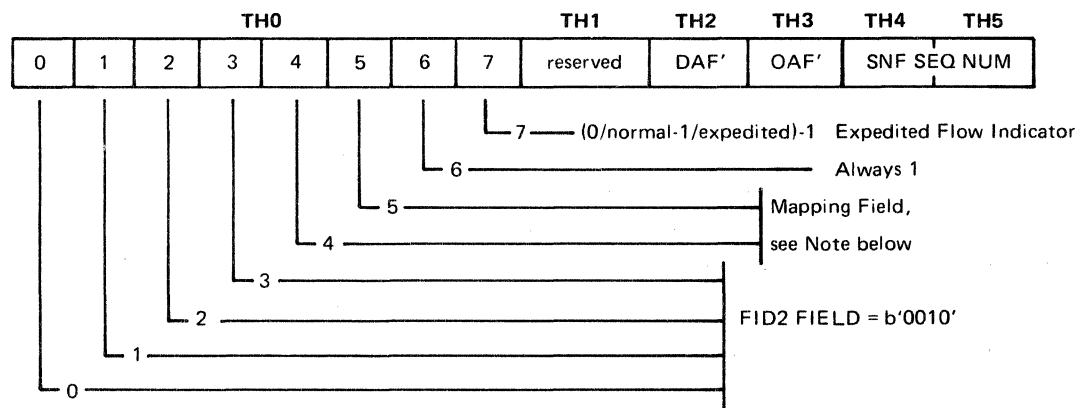 TH0 TH1 TH2 TH3 TH4 TH5
0 1 2 3 4 5 6 7 reserved DAF' OAF' SNF SEQ NUM
7 (0/normal-1/expedited)-1 Expedited Flow Indicator
6 Always 1
5 Mapping Field,
4 see Note below
3
2 FID2 FIELD = b'0010'
1
0